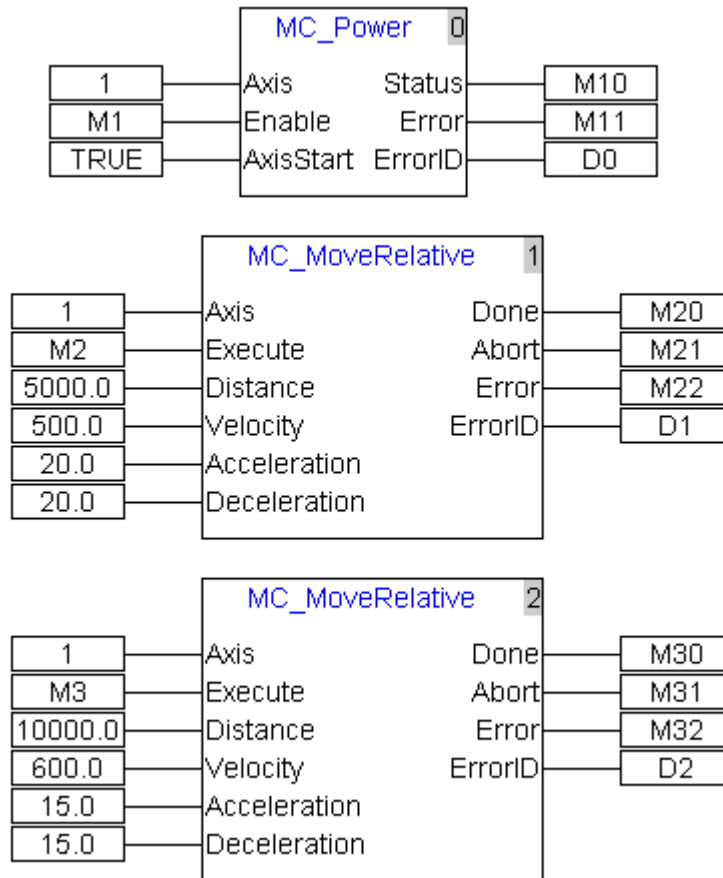 MC_Power 0
1 Axis Status M10
M1 Enable Error M11
TRUE AxisStart ErrorID D0
MC_MoveRelative 1
1 Axis Done M20
M2 Execute Abort M21
5000.0 Distance Error M22
500.0 Velocity ErrorID D1
20.0 Acceleration
20.0 Deceleration
MC_MoveRelative 2
1 Axis Done M30
M3 Execute Abort M31
10000.0 Distance Error M32
600.0 Velocity ErrorID D2
15.0 Acceleration
15.0 Deceleration